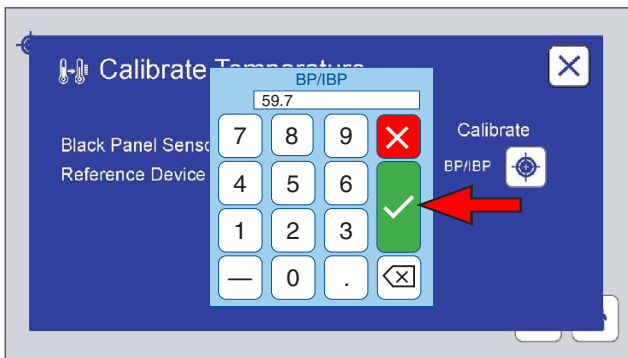 Calibrate
BP/IBP
59.7
7 8 9
Black Panel
Calibrate
Reference Device
BP/IBP
4 5 6
1 2 3
— 0 .